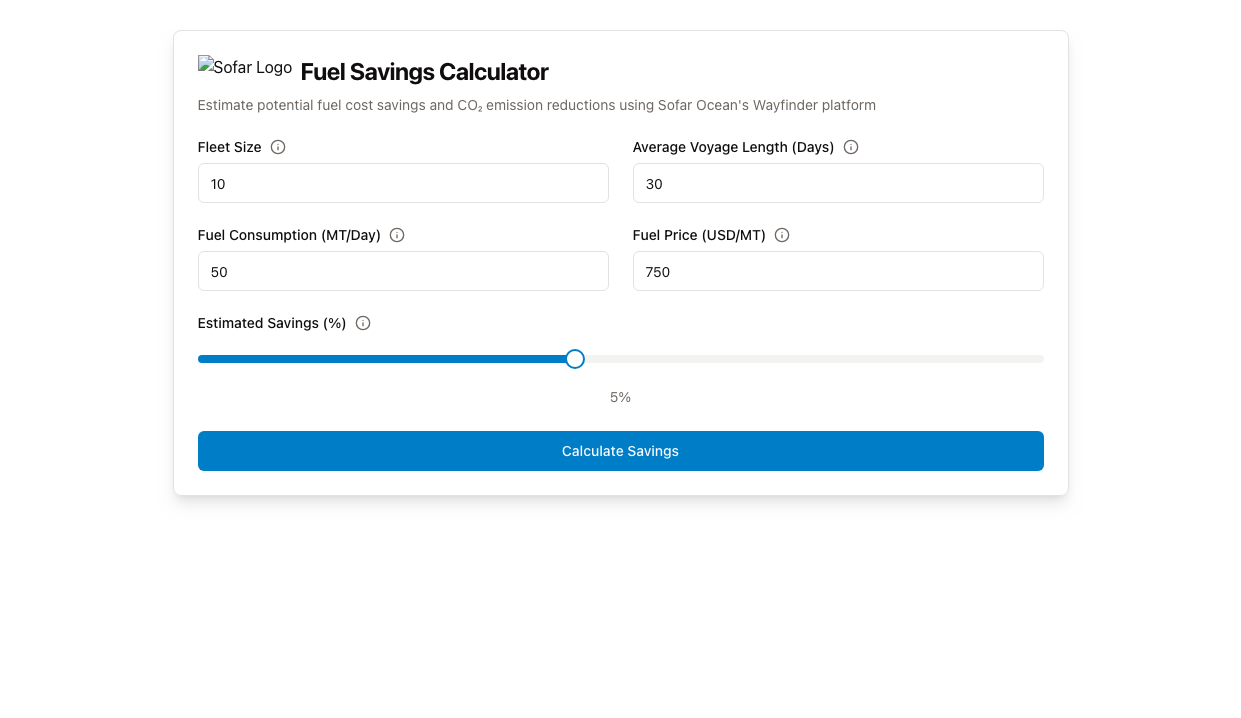 Sofar Logo Fuel Savings Calculator
Estimate potential fuel cost savings and CO₂ emission reductions using Sofar Ocean's Wayfinder platform
Fleet Size
Average Voyage Length (Days)
10
30
Fuel Consumption (MT/Day)
Fuel Price (USD/MT)
50
750
Estimated Savings (%)
5%
Calculate Savings